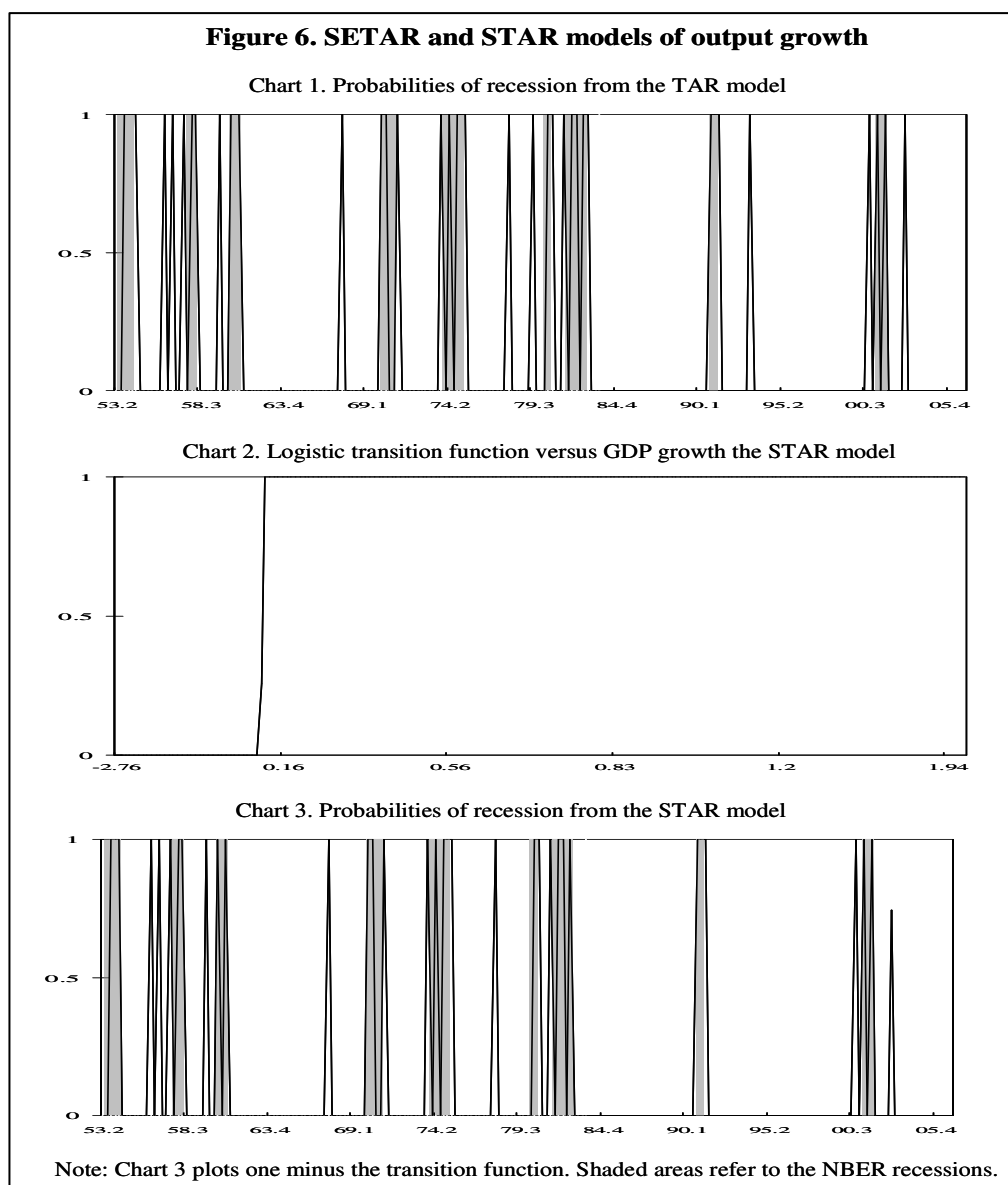 Figure 6. SETAR and STAR models of output growth
Chart 1. Probabilities of recession from the TAR model
1
0.5
0
53.2 58.3 63.4 69.1 74.2 79.3 84.4 90.1 95.2 00.3 05.4
Chart 2. Logistic transition function versus GDP growth the STAR model
1
0.5
0
-2.76 0.16 0.56 0.83 1.2 1.94
Chart 3. Probabilities of recession from the STAR model
1
0.5
0
53.2 58.3 63.4 69.1 74.2 79.3 84.4 90.1 95.2 00.3 05.4
Note: Chart 3 plots one minus the transition function. Shaded areas refer to the NBER recessions.